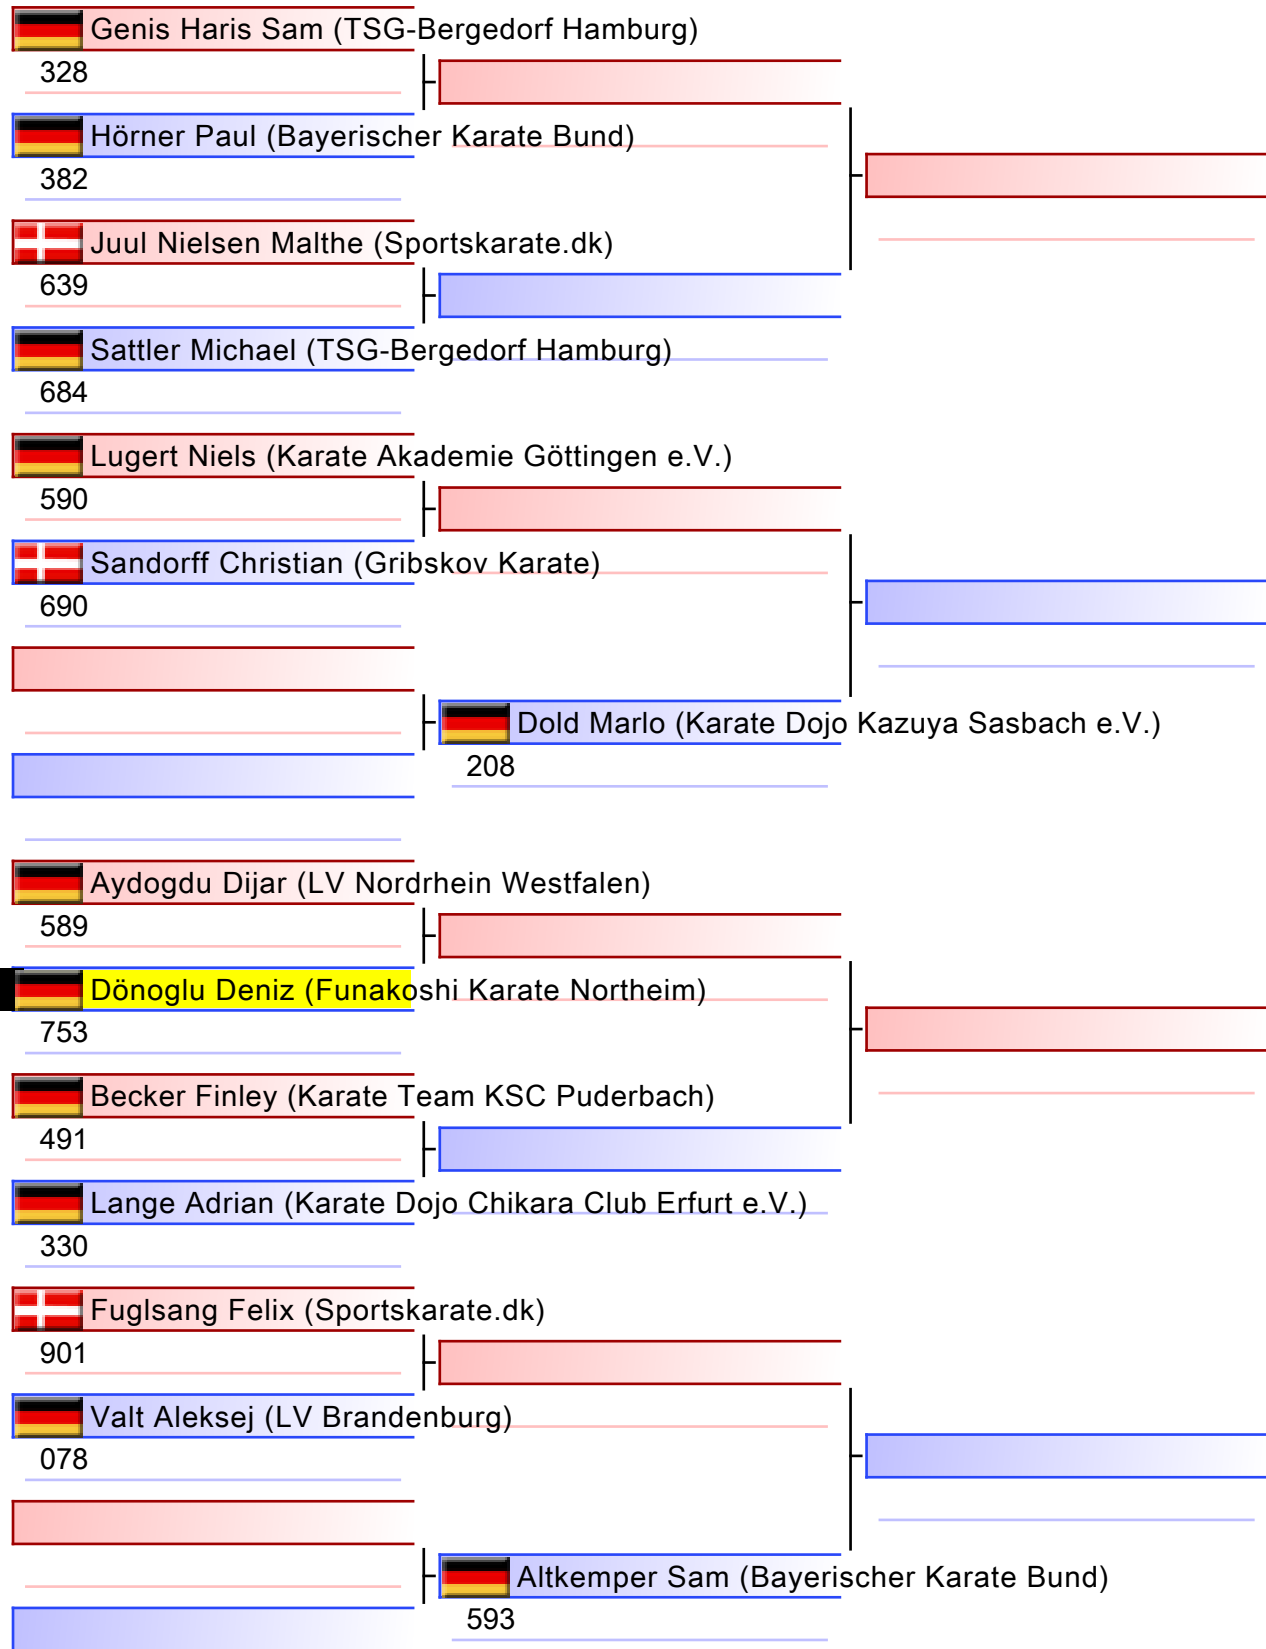 Genis Haris Sam (TSG-Bergedorf Hamburg)
328
Hörner Paul (Bayerischer Karate Bund)
382
Juul Nielsen Malthe (Sportskarate.dk)
639
Sattler Michael (TSG-Bergedorf Hamburg)
684
Lugert Niels (Karate Akademie Göttingen e.V.)
590
Sandorff Christian (Gribskov Karate)
690
Dold Marlo (Karate Dojo Kazuya Sasbach e.V.)
208
Aydogdu Dijar (LV Nordrhein Westfalen)
589
Dönoglu Deniz (Funakoshi Karate Northeim)
753
Becker Finley (Karate Team KSC Puderbach)
491
Lange Adrian (Karate Dojo Chikara Club Erfurt e.V.)
330
Fuglsang Felix (Sportskarate.dk)
901
Valt Aleksej (LV Brandenburg)
078
Altkemper Sam (Bayerischer Karate Bund)
593